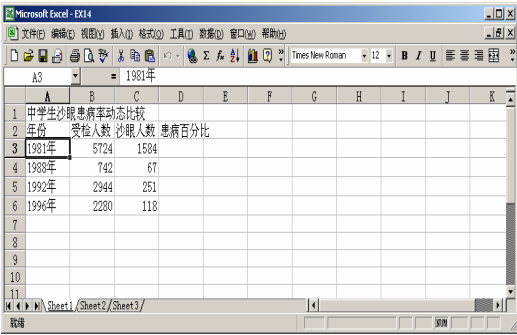 Microsoft Excel - EX14
文件(F) 编辑(E) 视图(V) 插入(I) 格式(O) 工具(T) 数据(D) 窗口(W) 帮助(H)
Times New Roman 12 B I U
A3 = 1981年
A B C D E F G H I J K
1 中学生沙眼患病率动态比较
2 年份 受检人数 沙眼人数 患病百分比
3 1981年 5724 1584
4 1988年 742 67
5 1992年 2944 251
6 1996年 2280 118
7
8
9
10
11
Sheet1 Sheet2 Sheet3
就绪